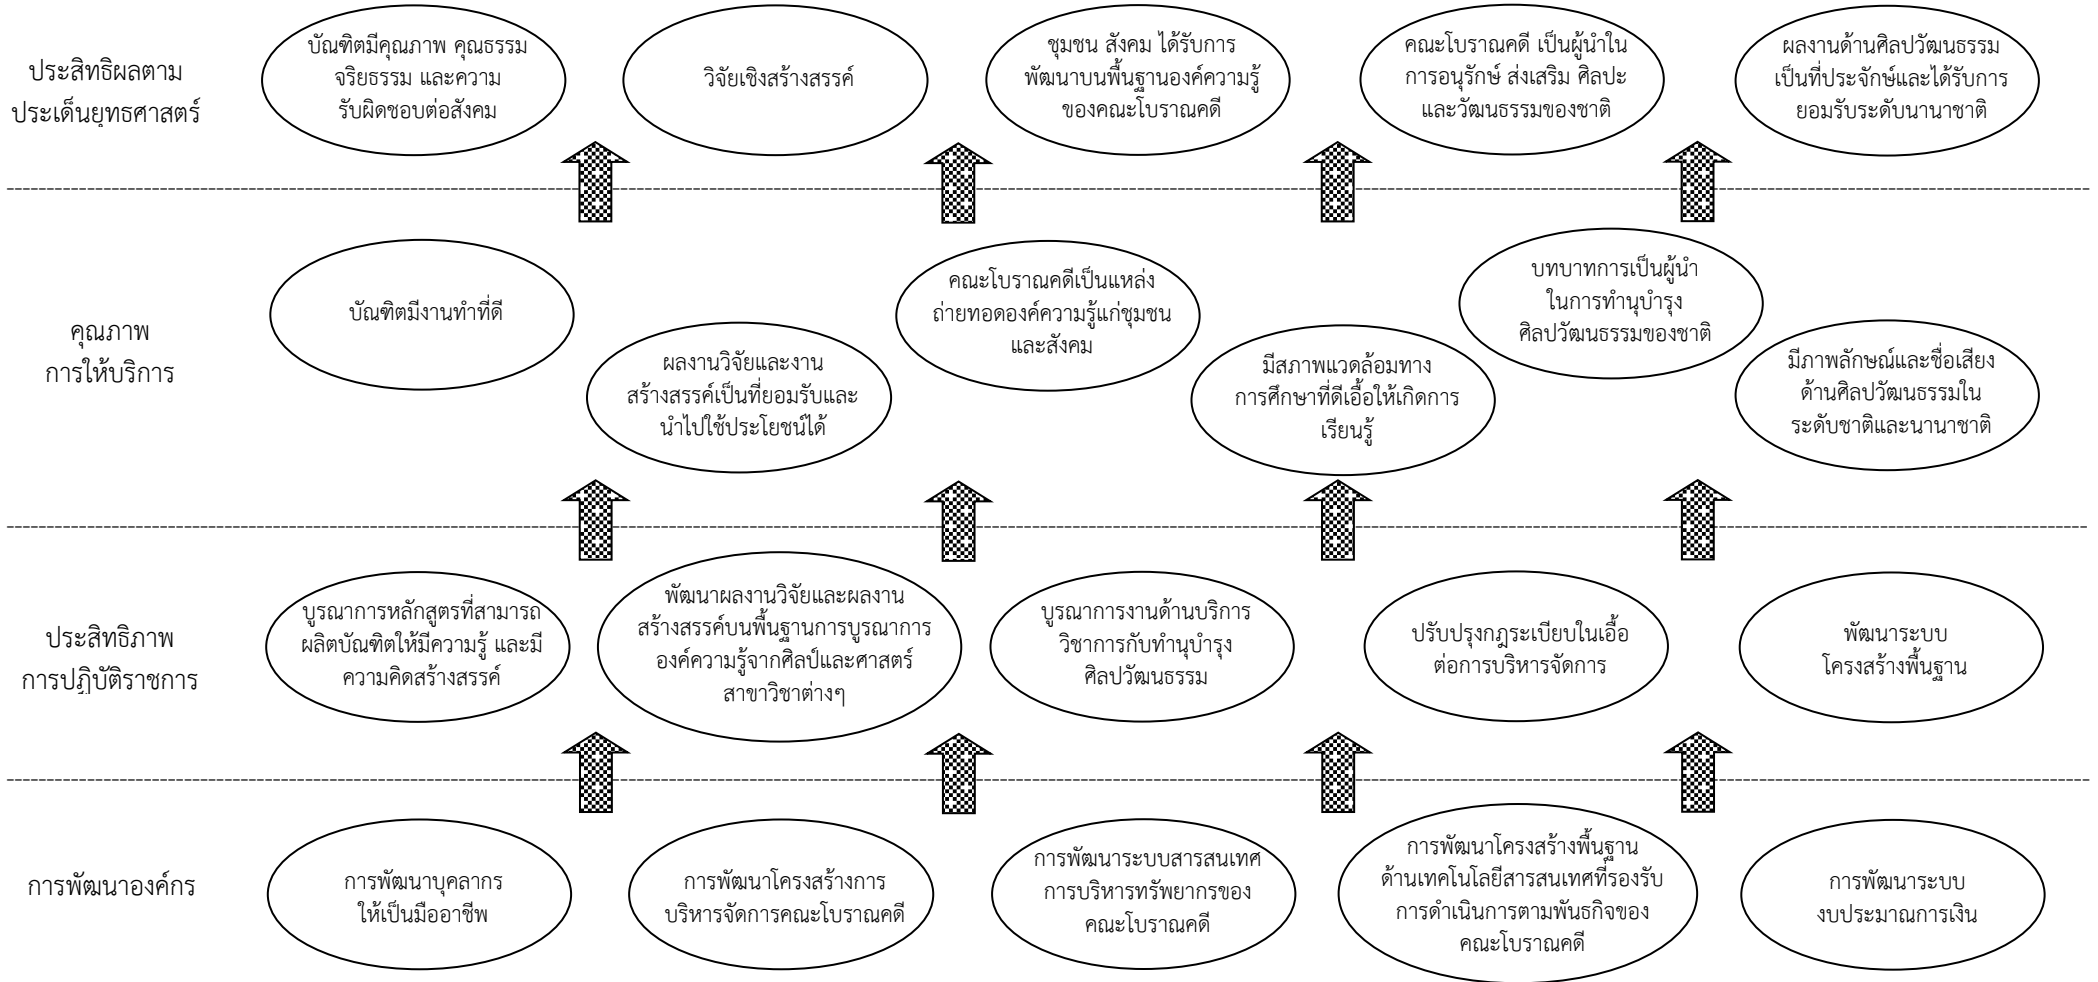 ประสิทธิผลตาม
ประเด็นยุทธศาสตร์
บัณฑิตมีคุณภาพ คุณธรรม
จริยธรรม และความ
รับผิดชอบต่อสังคม
วิจัยเชิงสร้างสรรค์
ชุมชน สังคม ได้รับการ
พัฒนาบนพื้นฐานองค์ความรู้
ของคณะโบราณคดี
คณะโบราณคดี เป็นผู้นำใน
การอนุรักษ์ ส่งเสริม ศิลปะ
และวัฒนธรรมของชาติ
ผลงานด้านศิลปวัฒนธรรม
เป็นที่ประจักษ์และได้รับการ
ยอมรับระดับนานาชาติ
คุณภาพ
การให้บริการ
บัณฑิตมีงานทำที่ดี
ผลงานวิจัยและงาน
สร้างสรรค์เป็นที่ยอมรับและ
นำไปใช้ประโยชน์ได้
คณะโบราณคดีเป็นแหล่ง
ถ่ายทอดองค์ความรู้แก่ชุมชน
และสังคม
มีสภาพแวดล้อมทาง
การศึกษาที่ดีเอื้อให้เกิดการ
เรียนรู้
บทบาทการเป็นผู้นำ
ในการทำนุบำรุง
ศิลปวัฒนธรรมของชาติ
มีภาพลักษณ์และชื่อเสียง
ด้านศิลปวัฒนธรรมใน
ระดับชาติและนานาชาติ
ประสิทธิภาพ
การปฏิบัติราชการ
บูรณาการหลักสูตรที่สามารถ
ผลิตบัณฑิตให้มีความรู้ และมี
ความคิดสร้างสรรค์
พัฒนาผลงานวิจัยและผลงาน
สร้างสรรค์บนพื้นฐานการบูรณาการ
องค์ความรู้จากศิลป์และศาสตร์
สาขาวิชาต่างๆ
บูรณาการงานด้านบริการ
วิชาการกับทำนุบำรุง
ศิลปวัฒนธรรม
ปรับปรุงกฎระเบียบในเอื้อ
ต่อการบริหารจัดการ
พัฒนาระบบ
โครงสร้างพื้นฐาน
การพัฒนาองค์กร
การพัฒนาบุคลากร
ให้เป็นมืออาชีพ
การพัฒนาโครงสร้างการ
บริหารจัดการคณะโบราณคดี
การพัฒนาระบบสารสนเทศ
การบริหารทรัพยากรของ
คณะโบราณคดี
การพัฒนาโครงสร้างพื้นฐาน
ด้านเทคโนโลยีสารสนเทศที่รองรับ
การดำเนินการตามพันธกิจของ
คณะโบราณคดี
การพัฒนาระบบ
งบประมาณการเงิน